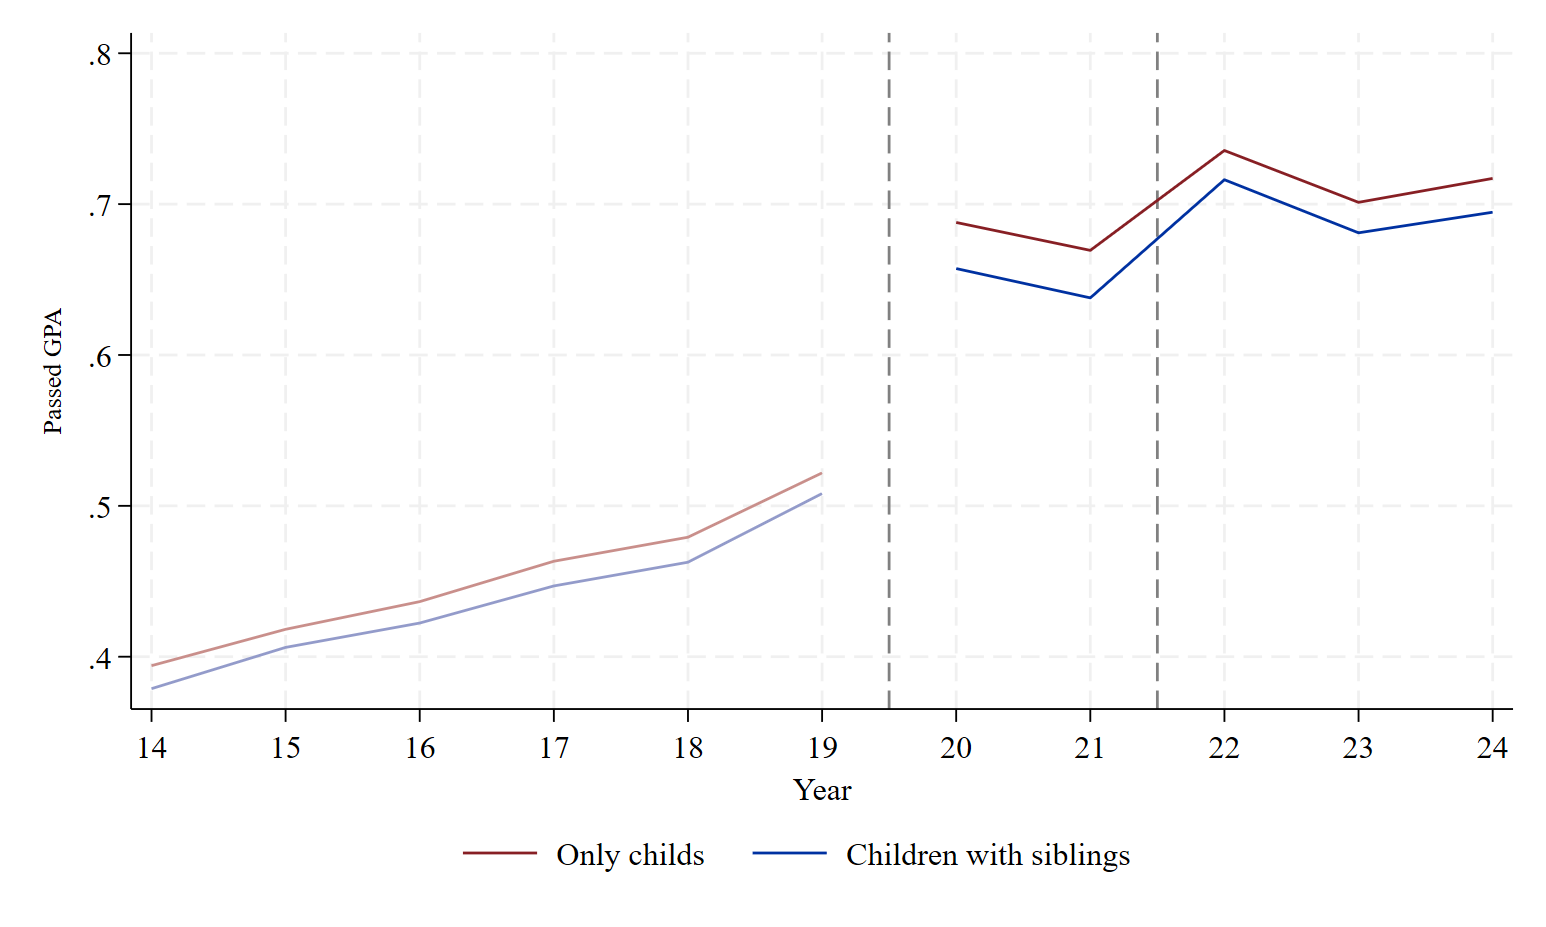 .8
.7
.6
.5
.4
Passed GPA
14 15 16 17 18 19 20 21 22 23 24
Year
Only childs Children with siblings